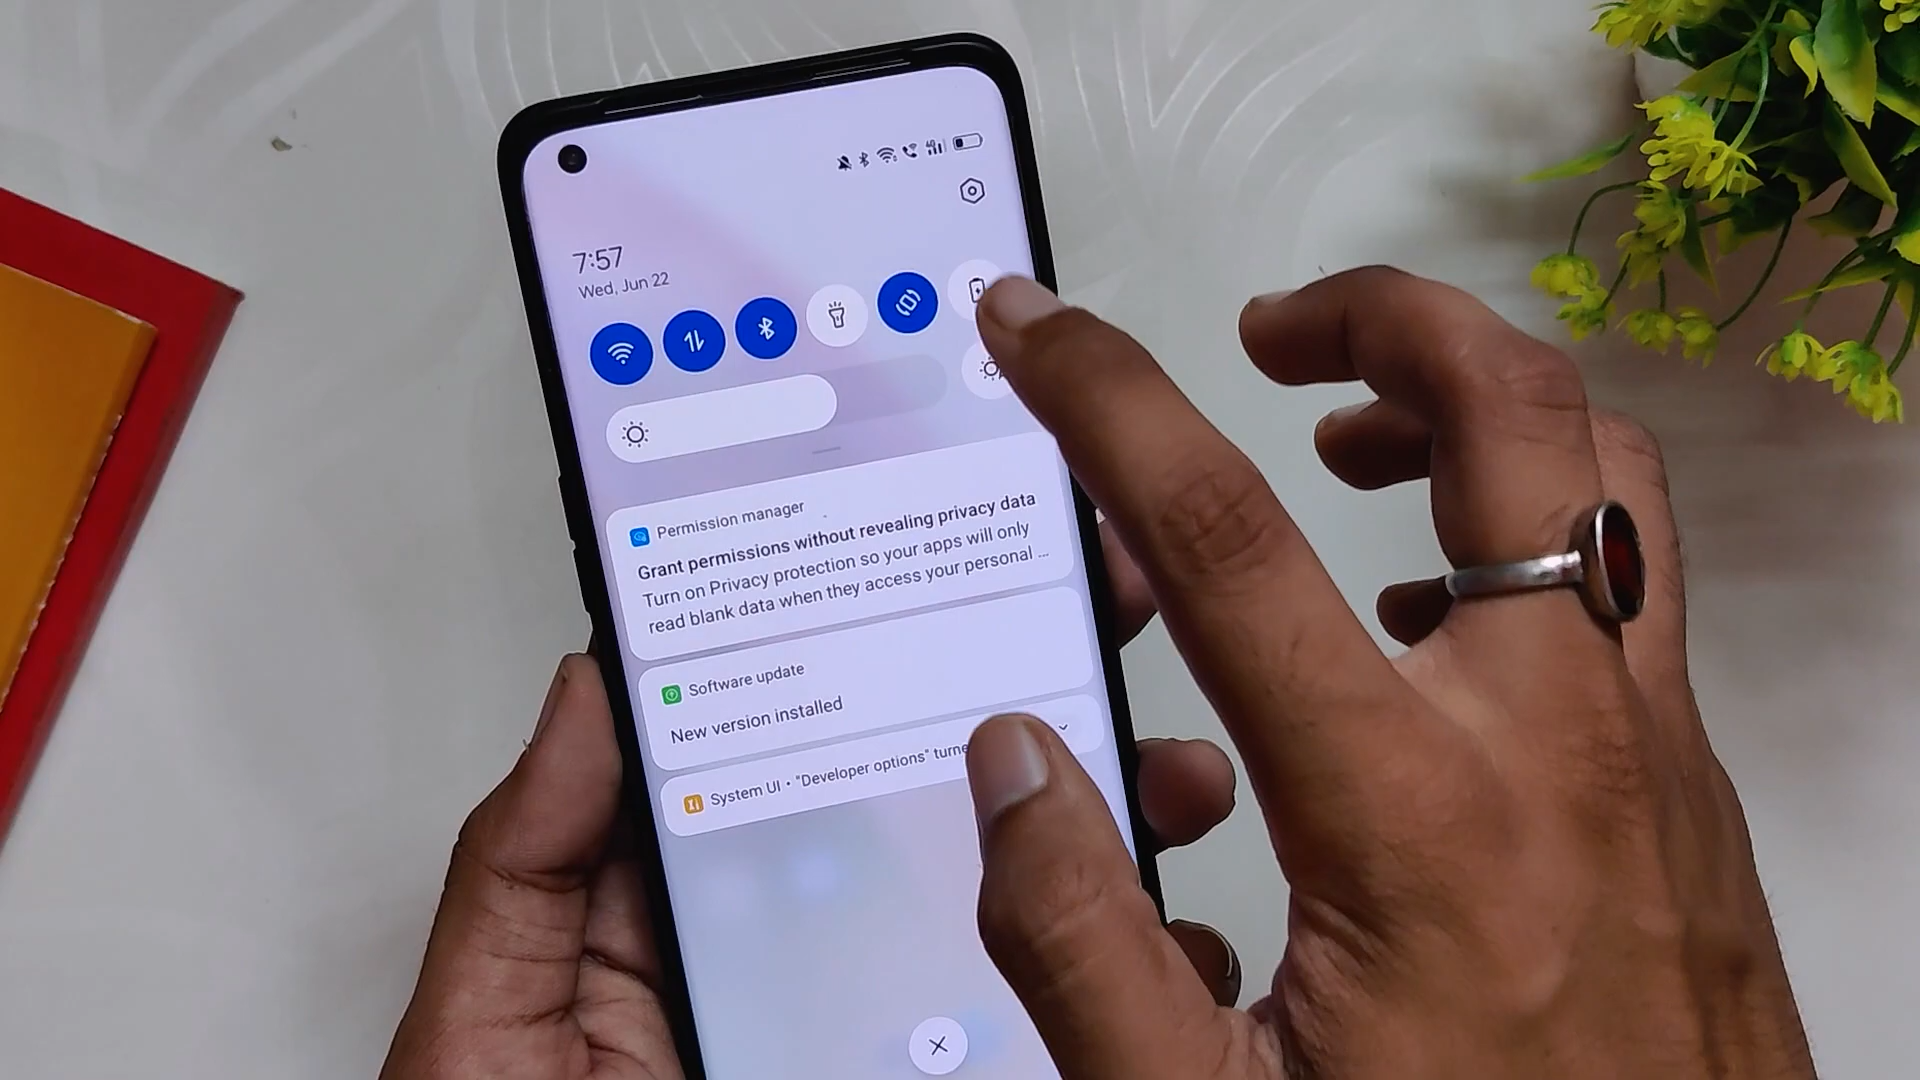 4G
7:57
Wed, Jun 22
Permission manager
Grant permissions without revealing privacy data
Turn on Privacy protection so your apps will only
read blank data when they access your personal ...
Software update
New version installed
System UI • "Developer options" turne